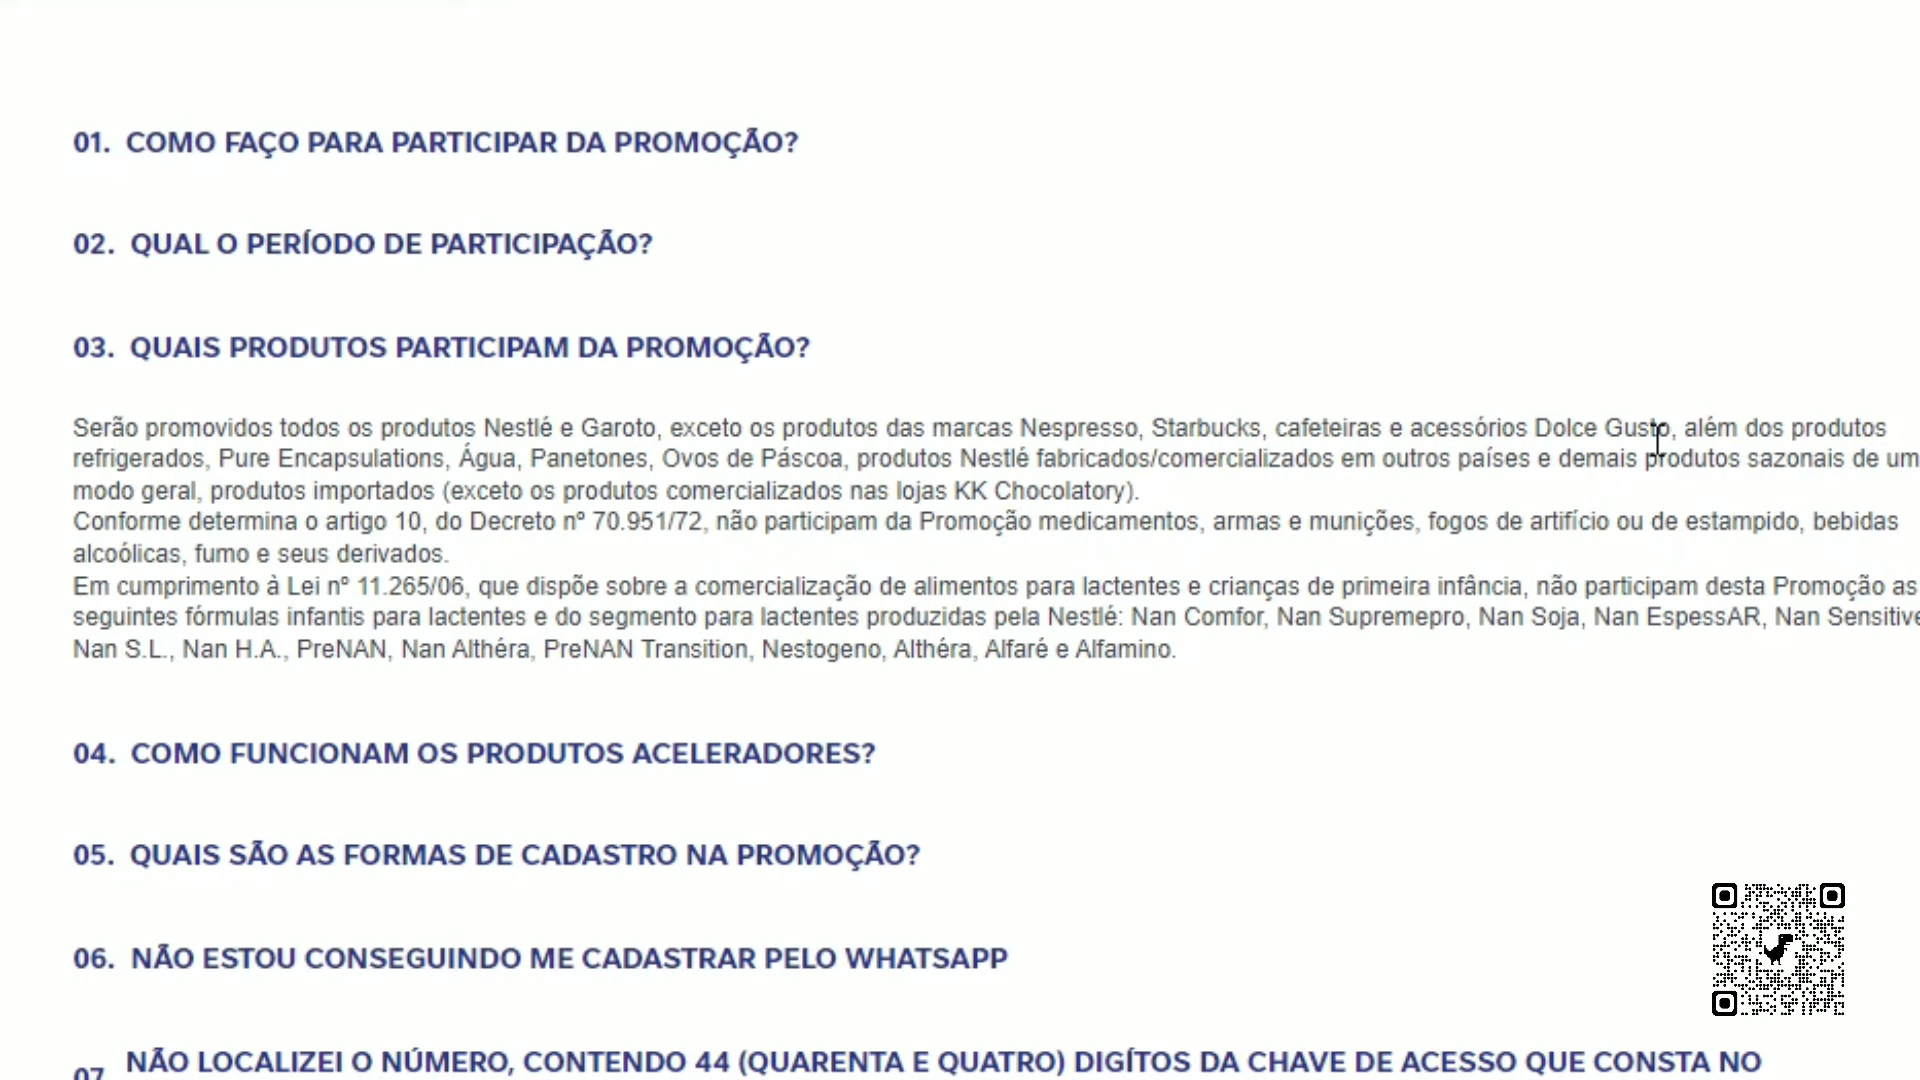 01. COMO FAÇO PARA PARTICIPAR DA PROMOÇÃO?
02. QUAL O PERÍODO DE PARTICIPAÇÃO?
03. QUAIS PRODUTOS PARTICIPAM DA PROMOÇÃO?
Serão promovidos todos os produtos Nestlé e Garoto, exceto os produtos das marcas Nespresso, Starbucks, cafeteiras e acessórios Dolce Gusto, além dos produtos
refrigerados, Pure Encapsulations, Água, Panetones, Ovos de Páscoa, produtos Nestlé fabricados/comercializados em outros países e demais produtos sazonais de um
modo geral, produtos importados (exceto os produtos comercializados nas lojas KK Chocolatory).
Conforme determina o artigo 10, do Decreto nº 70.951/72, não participam da Promoção medicamentos, armas e munições, fogos de artifício ou de estampido, bebidas
alcoólicas, fumo e seus derivados.
Em cumprimento à Lei nº 11.265/06, que dispõe sobre a comercialização de alimentos para lactentes e crianças de primeira infância, não participam desta Promoção as
seguintes fórmulas infantis para lactentes e do segmento para lactentes produzidas pela Nestlé: Nan Comfor, Nan Supremepro, Nan Soja, Nan EspessAR, Nan Sensitive
Nan S.L., Nan H.A., PreNAN, Nan Althéra, PreNAN Transition, Nestogeno, Althéra, Alfaré e Alfamino.
04. COMO FUNCIONAM OS PRODUTOS ACELERADORES?
05. QUAIS SÃO AS FORMAS DE CADASTRO NA PROMOÇÃO?
06. NÃO ESTOU CONSEGUINDO ME CADASTRAR PELO WHATSAPP
07 NÃO LOCALIZEI O NÚMERO, CONTENDO 44 (QUARENTA E QUATRO) DIGÍTOS DA CHAVE DE ACESSO QUE CONSTA NO